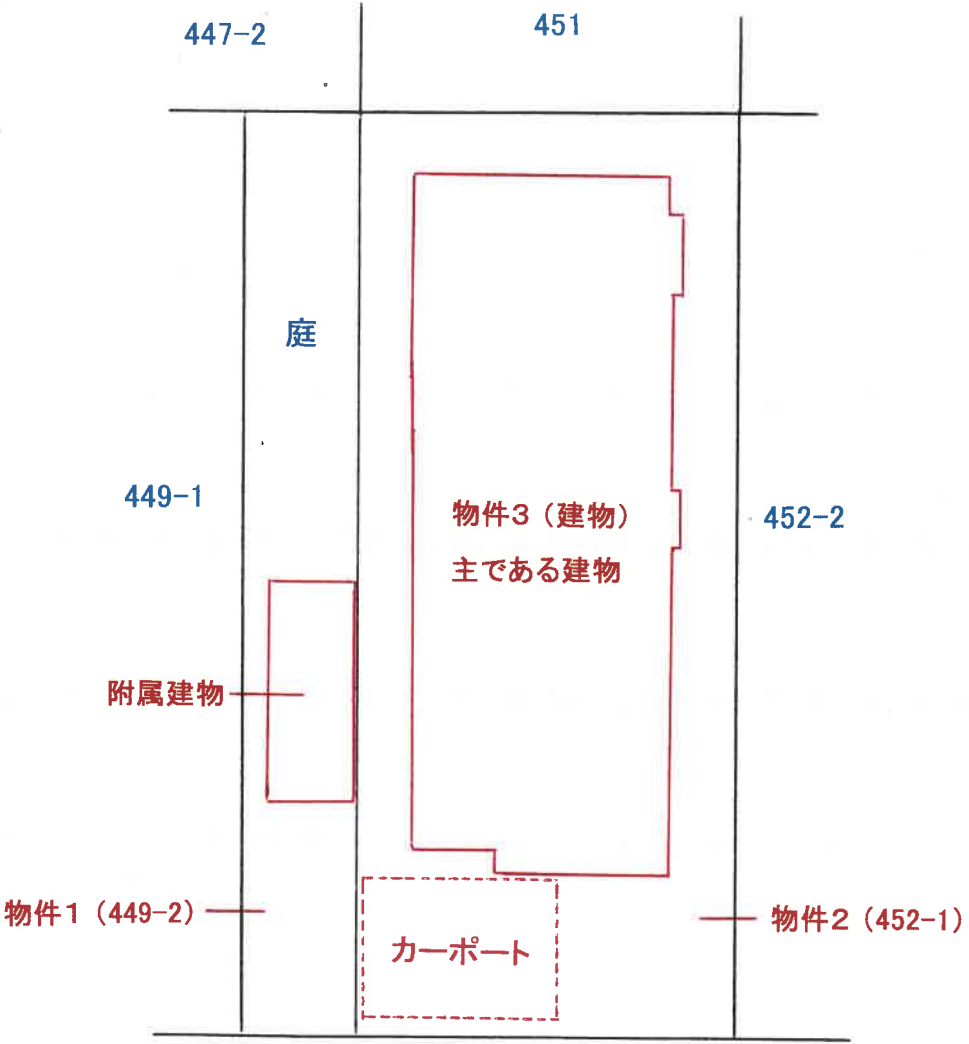 447-2
451
庭
449-1
物件3（建物）
主である建物
452-2
附属建物
物件1（449-2）
物件2（452-1）
カーポート